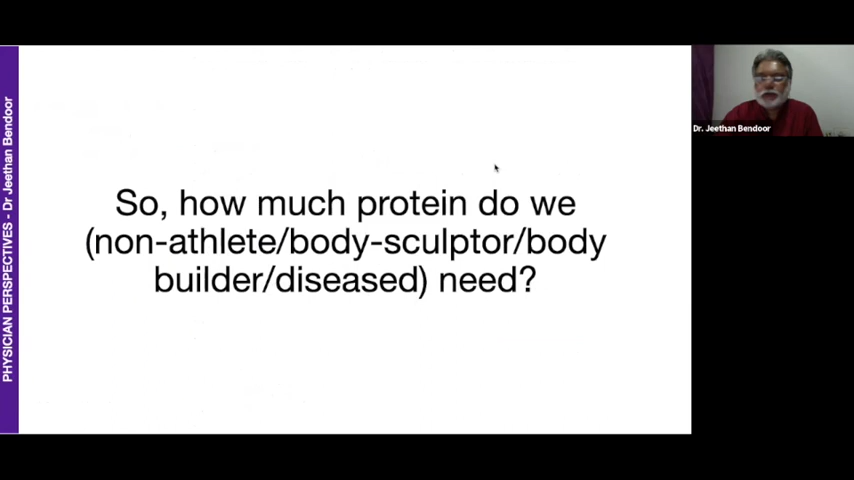 PHYSICIAN PERSPECTIVES - Dr Jeethan Bendoor
So, how much protein do we
(non-athlete/body-sculptor/body
builder/diseased) need?
Dr. Jeethan Bendoor